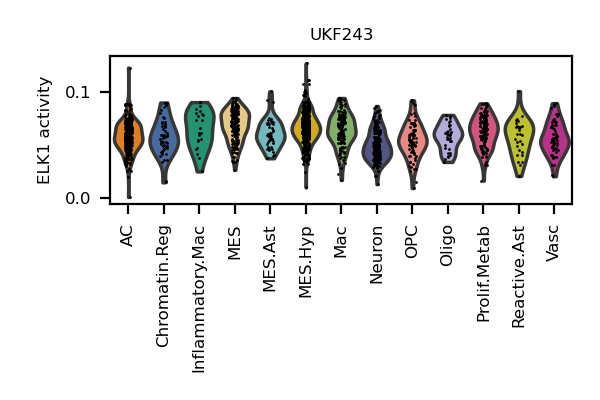 UKF243
ELK1 activity
0.1
0.0
AC
Chromatin.Reg
Inflammatory.Mac
MES
MES.Ast
MES.Hyp
Mac
Neuron
OPC
Oligo
Prolif.Metab
Reactive.Ast
Vasc